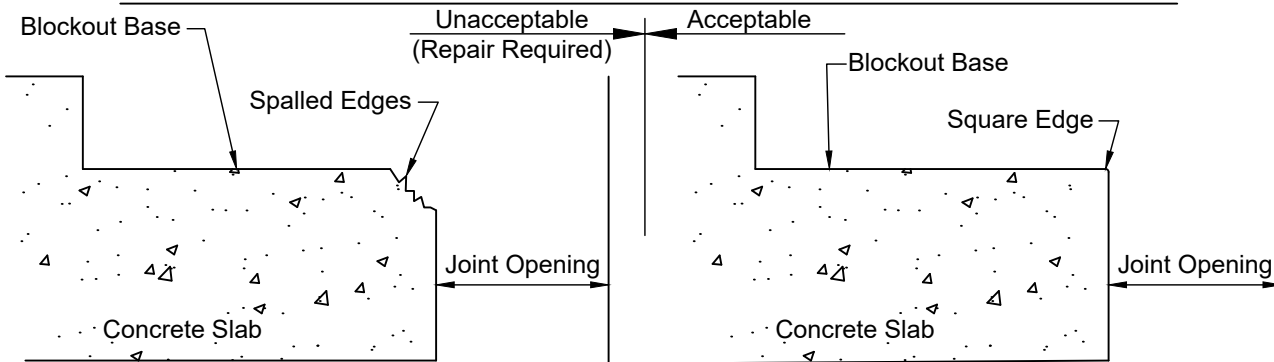 Unacceptable
(Repair Required)
Acceptable
Blockout Base
Spalled Edges
Joint Opening
Concrete Slab
Blockout Base
Square Edge
Joint Opening
Concrete Slab